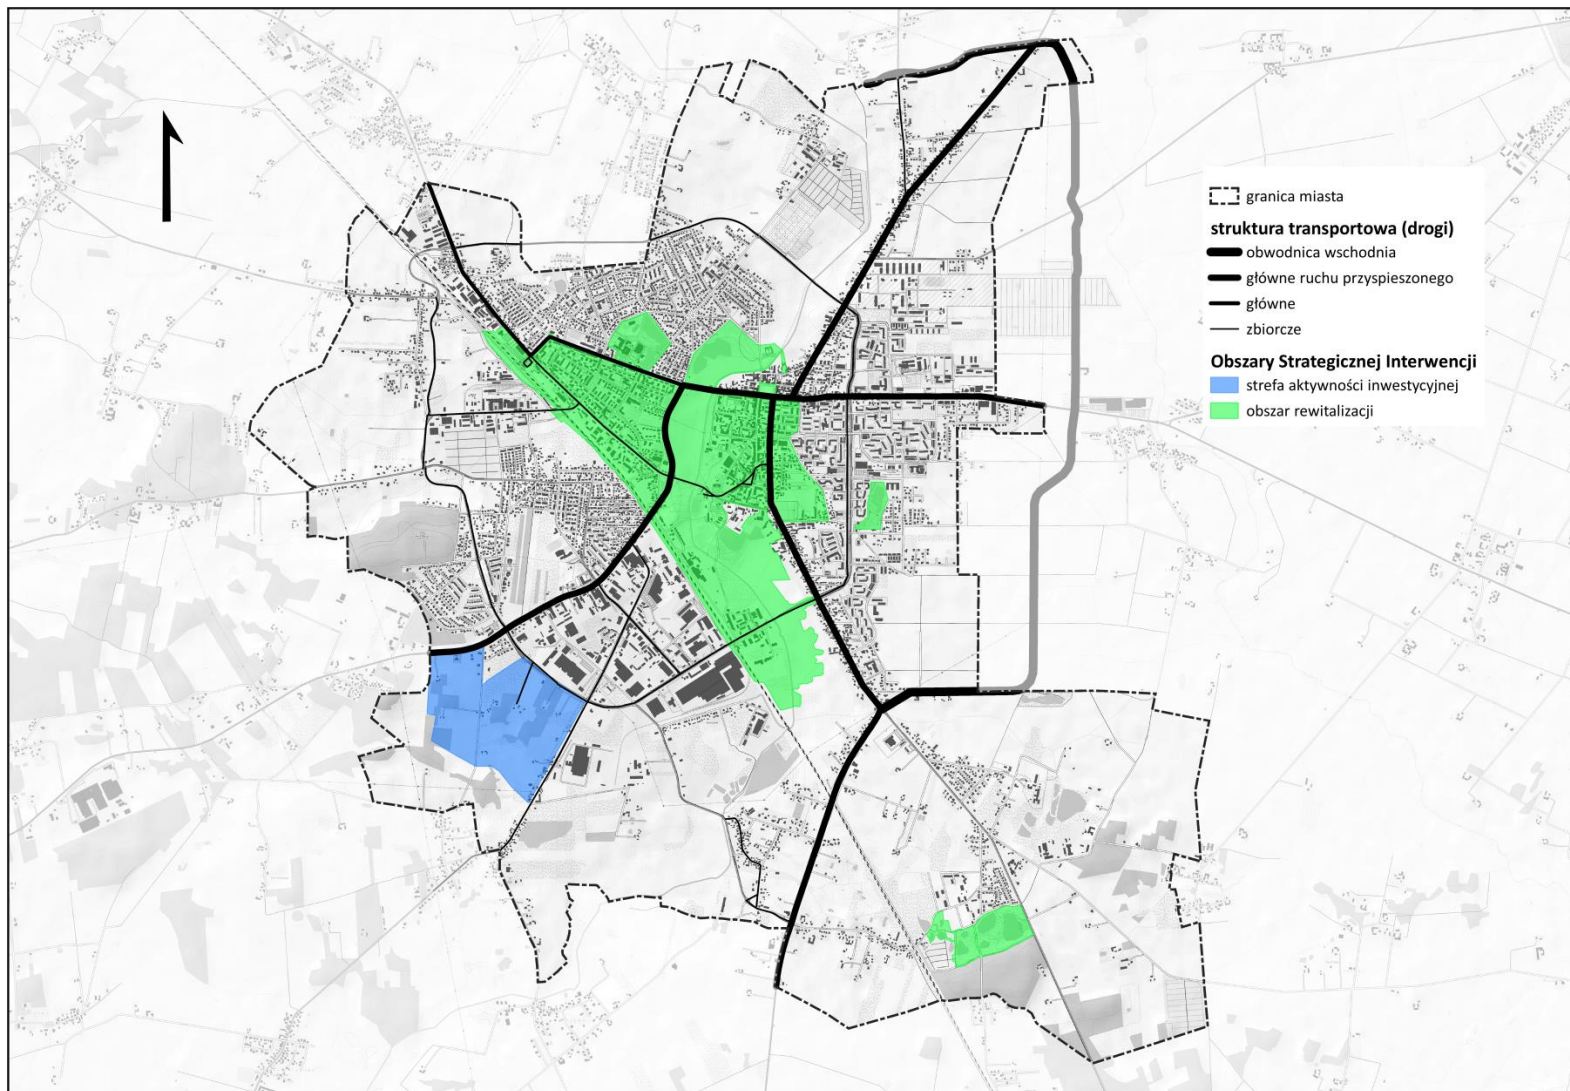 granica miasta
struktura transportowa (drogi)
obwodnica wschodnia
główne ruchu przyspieszonego
główne
zbiorcze
Obszary Strategicznej Interwencji
strefa aktywności inwestycyjnej
obszar rewitalizacji